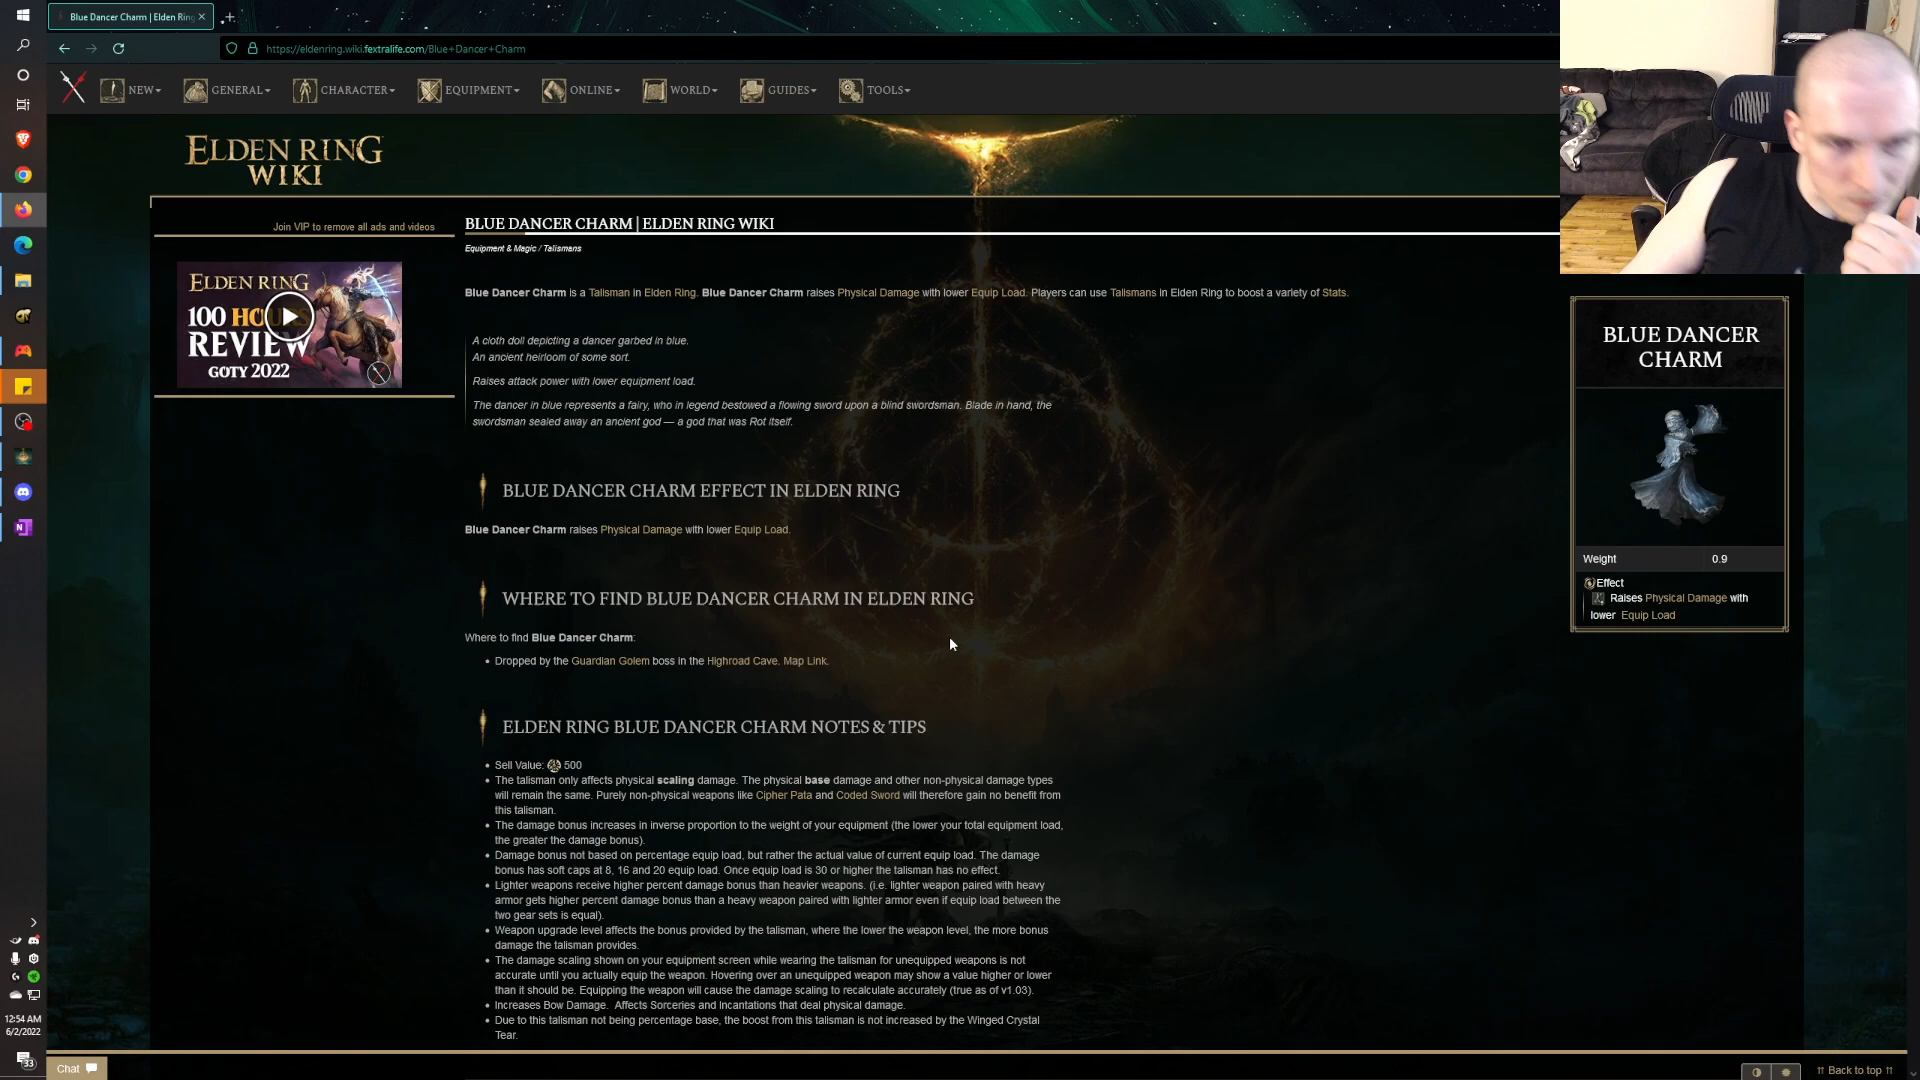 Blue Dancer Charm | Elden Ring
https://eldenring.wiki.fextralife.com/Blue+Dancer+Charm
NEW
GENERAL
CHARACTER
EQUIPMENT
ONLINE
WORLD
GUIDES
TOOLS
ELDEN RING
WIKI
Join VIP to remove all ads and videos
ELDEN RING
100 HOURS
REVIEW
GOTY 2022
BLUE DANCER CHARM | ELDEN RING WIKI
Equipment & Magic / Talismans
Blue Dancer Charm is a Talisman in Elden Ring. Blue Dancer Charm raises Physical Damage with lower Equip Load. Players can use Talismans in Elden Ring to boost a variety of Stats.
A cloth doll depicting a dancer garbed in blue.
An ancient heirloom of some sort.
Raises attack power with lower equipment load.
The dancer in blue represents a fairy, who in legend bestowed a flowing sword upon a blind swordsman. Blade in hand, the
swordsman sealed away an ancient god — a god that was Rot itself.
BLUE DANCER CHARM EFFECT IN ELDEN RING
Blue Dancer Charm raises Physical Damage with lower Equip Load.
WHERE TO FIND BLUE DANCER CHARM IN ELDEN RING
Where to find Blue Dancer Charm:
• Dropped by the Guardian Golem boss in the Highroad Cave. Map Link.
ELDEN RING BLUE DANCER CHARM NOTES & TIPS
• Sell Value: 500
• The talisman only affects physical scaling damage. The physical base damage and other non-physical damage types
will remain the same. Purely non-physical weapons like Cipher Pata and Coded Sword will therefore gain no benefit from
this talisman.
• The damage bonus increases in inverse proportion to the weight of your equipment (the lower your total equipment load,
the greater the damage bonus).
• Damage bonus not based on percentage equip load, but rather the actual value of current equip load. The damage
bonus has soft caps at 8, 16 and 20 equip load. Once equip load is 30 or higher the talisman has no effect.
• Lighter weapons receive higher percent damage bonus than heavier weapons. (i.e. lighter weapon paired with heavy
armor gets higher percent damage bonus than a heavy weapon paired with lighter armor even if equip load between the
two gear sets is equal).
• Weapon upgrade level affects the bonus provided by the talisman, where the lower the weapon level, the more bonus
damage the talisman provides.
• The damage scaling shown on your equipment screen while wearing the talisman for unequipped weapons is not
accurate until you actually equip the weapon. Hovering over an unequipped weapon may show a value higher or lower
than it should be. Equipping the weapon will cause the damage scaling to recalculate accurately (true as of v1.03).
• Increases Bow Damage. Affects Sorceries and Incantations that deal physical damage.
• Due to this talisman not being percentage base, the boost from this talisman is not increased by the Winged Crystal
Tear.
BLUE DANCER
CHARM
Weight 0.9
Effect
Raises Physical Damage with
lower Equip Load
12:54 AM
6/2/2022
33
Chat
Back to top